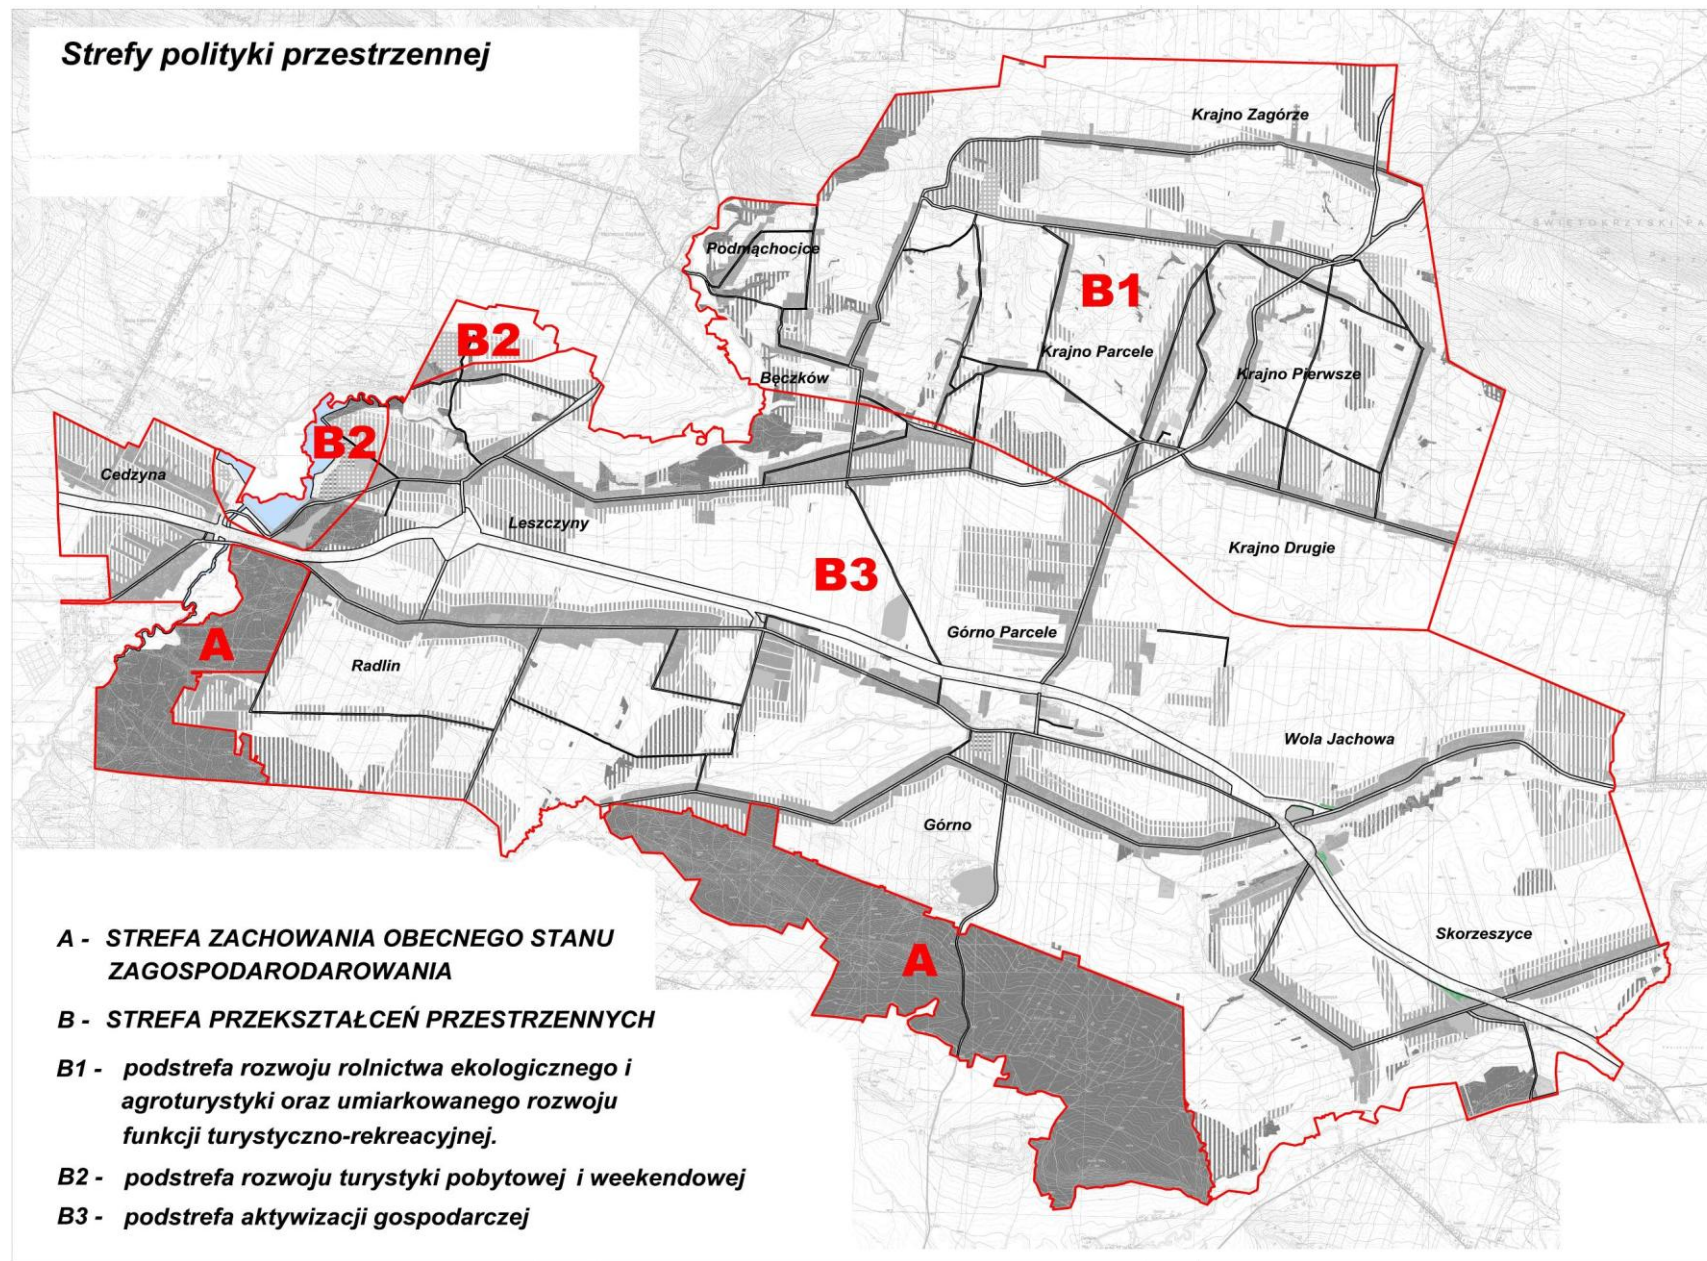 Strefy polityki przestrzennej
Krajno Zagórze
ŚWIĘTOKRZYSKI PA
Podmąchocice
B1
B2
Krajno Parcele
Bęczków
Krajno Pierwsze
B2
Cedzyna
Leszczyny
Krajno Drugie
B3
Górno Parcele
A
Radlin
Wola Jachowa
Górno
Skorzeszyce
A
A - STREFA ZACHOWANIA OBECNEGO STANU
ZAGOSPODARODAROWANIA
B - STREFA PRZEKSZTAŁCEŃ PRZESTRZENNYCH
B1 - podstrefa rozwoju rolnictwa ekologicznego i
agroturystyki oraz umiarkowanego rozwoju
funkcji turystyczno-rekreacyjnej.
B2 - podstrefa rozwoju turystyki pobytowej i weekendowej
B3 - podstrefa aktywizacji gospodarczej